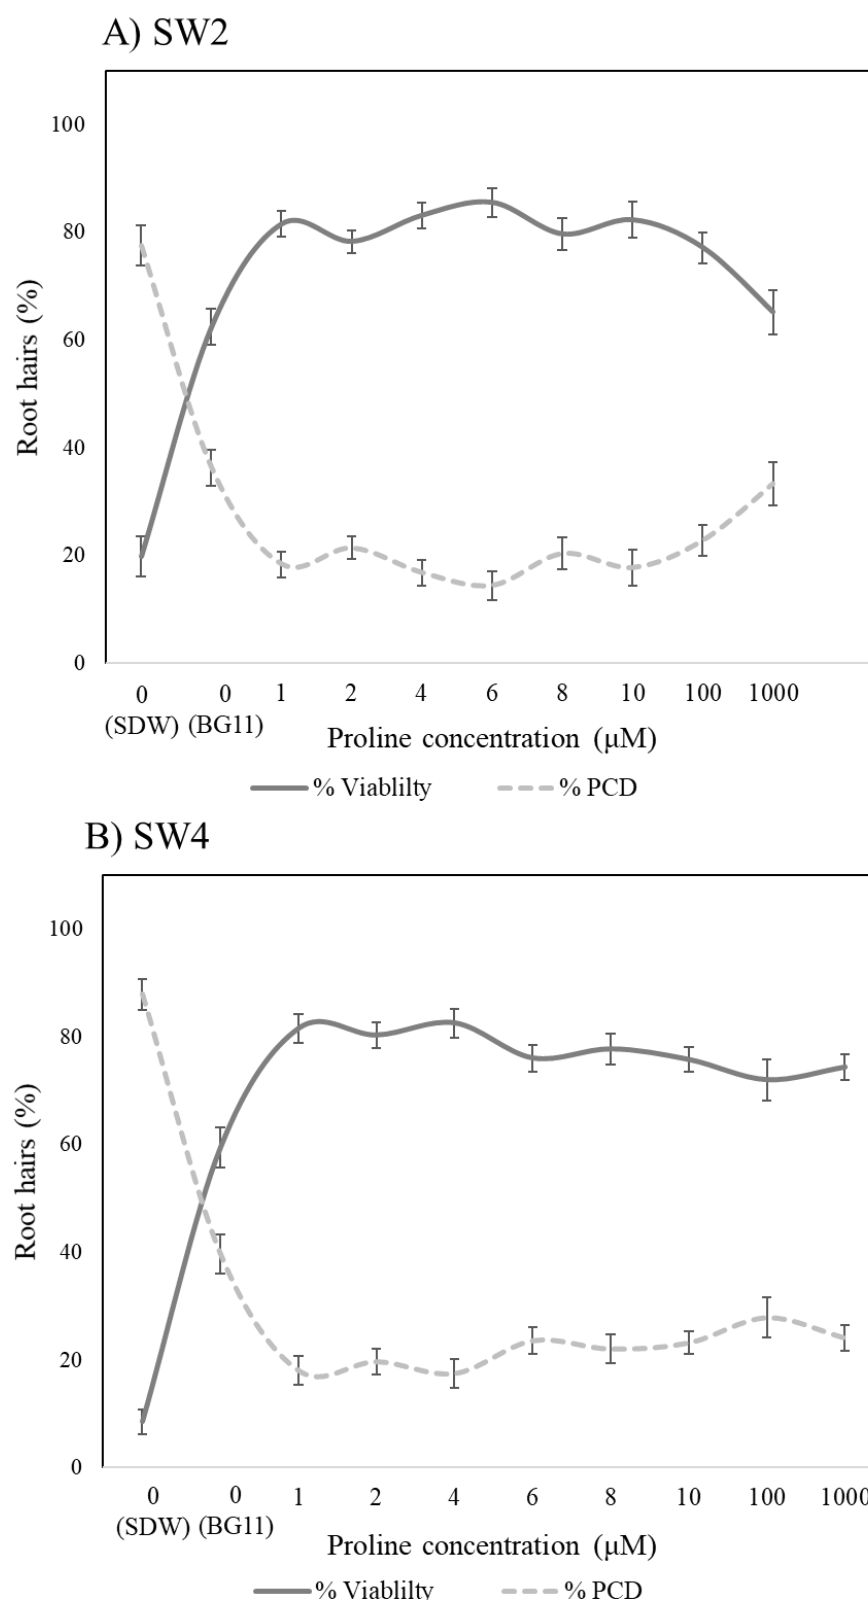 A) SW2
100
80
60
40
20
0
Root hairs (%)
0 0 1 2 4 6 8 10 100 1000
(SDW) (BG11)
Proline concentration (μM)
% Viablilty % PCD
B) SW4
100
80
60
40
20
0
Root hairs (%)
0 0 1 2 4 6 8 10 100 1000
(SDW) (BG11)
Proline concentration (μM)
% Viablilty % PCD